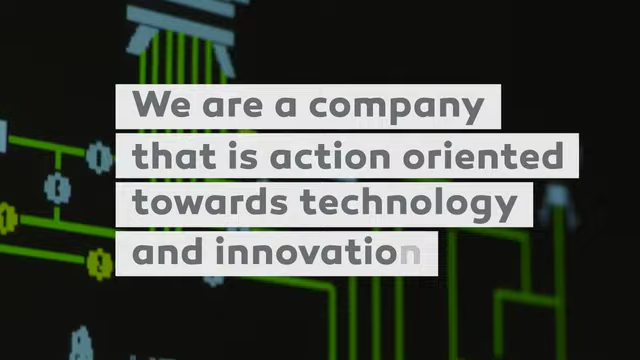 We are a company
that is action oriented
towards technology
and innovation